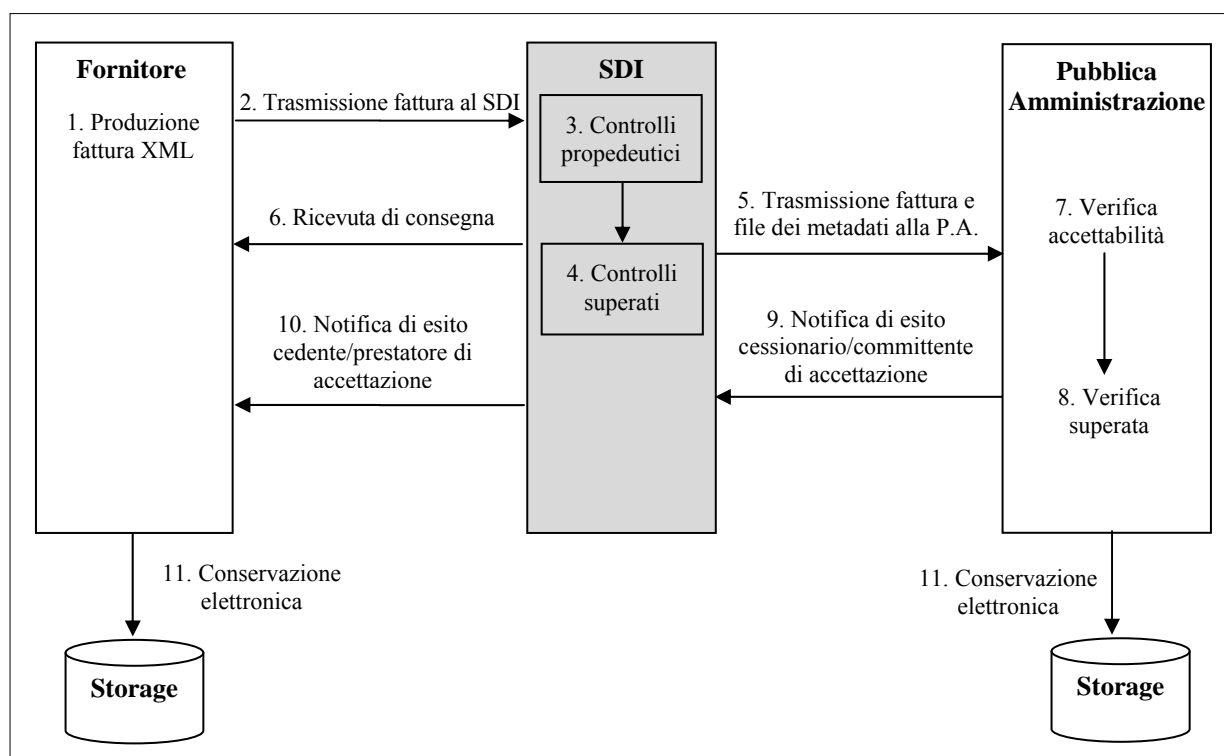 Fornitore
1. Produzione
fattura XML
2. Trasmissione fattura al SDI
SDI
3. Controlli
propedeutici
4. Controlli
superati
Pubblica
Amministrazione
5. Trasmissione fattura e
file dei metadati alla P.A.
6. Ricevuta di consegna
7. Verifica
accettabilità
8. Verifica
superata
9. Notifica di esito
cessionario/committente
di accettazione
10. Notifica di esito
cedente/prestatore di
accettazione
11. Conservazione
elettronica
Storage
11. Conservazione
elettronica
Storage